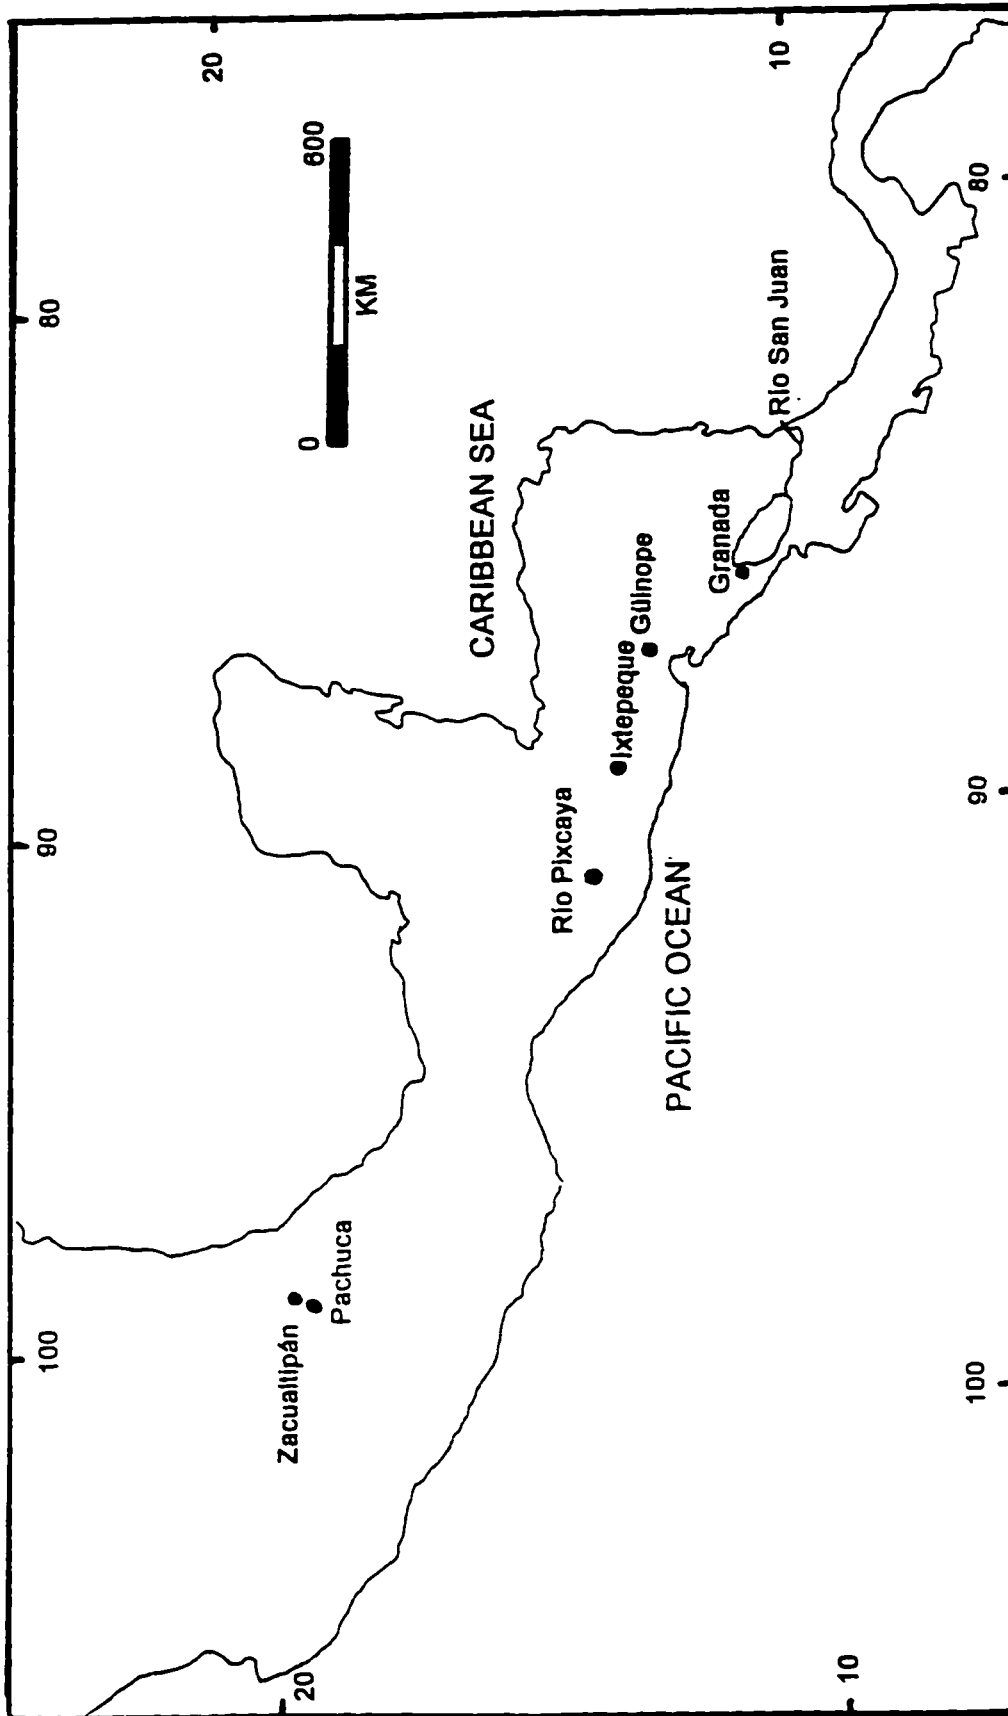 100
90
80
20
20
0
600
KM
CARIBBEAN SEA
Zacualtipán
Pachuca
Río Pixcaya
Ixtepeque
Güinope
Granada
Río San Juan
PACIFIC OCEAN
10
10
100
90
80